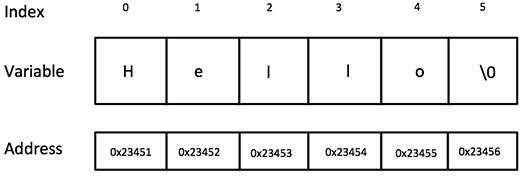 Index 0 1 2 3 4 5
Variable H e l l o \0
Address 0x23451 0x23452 0x23453 0x23454 0x23455 0x23456